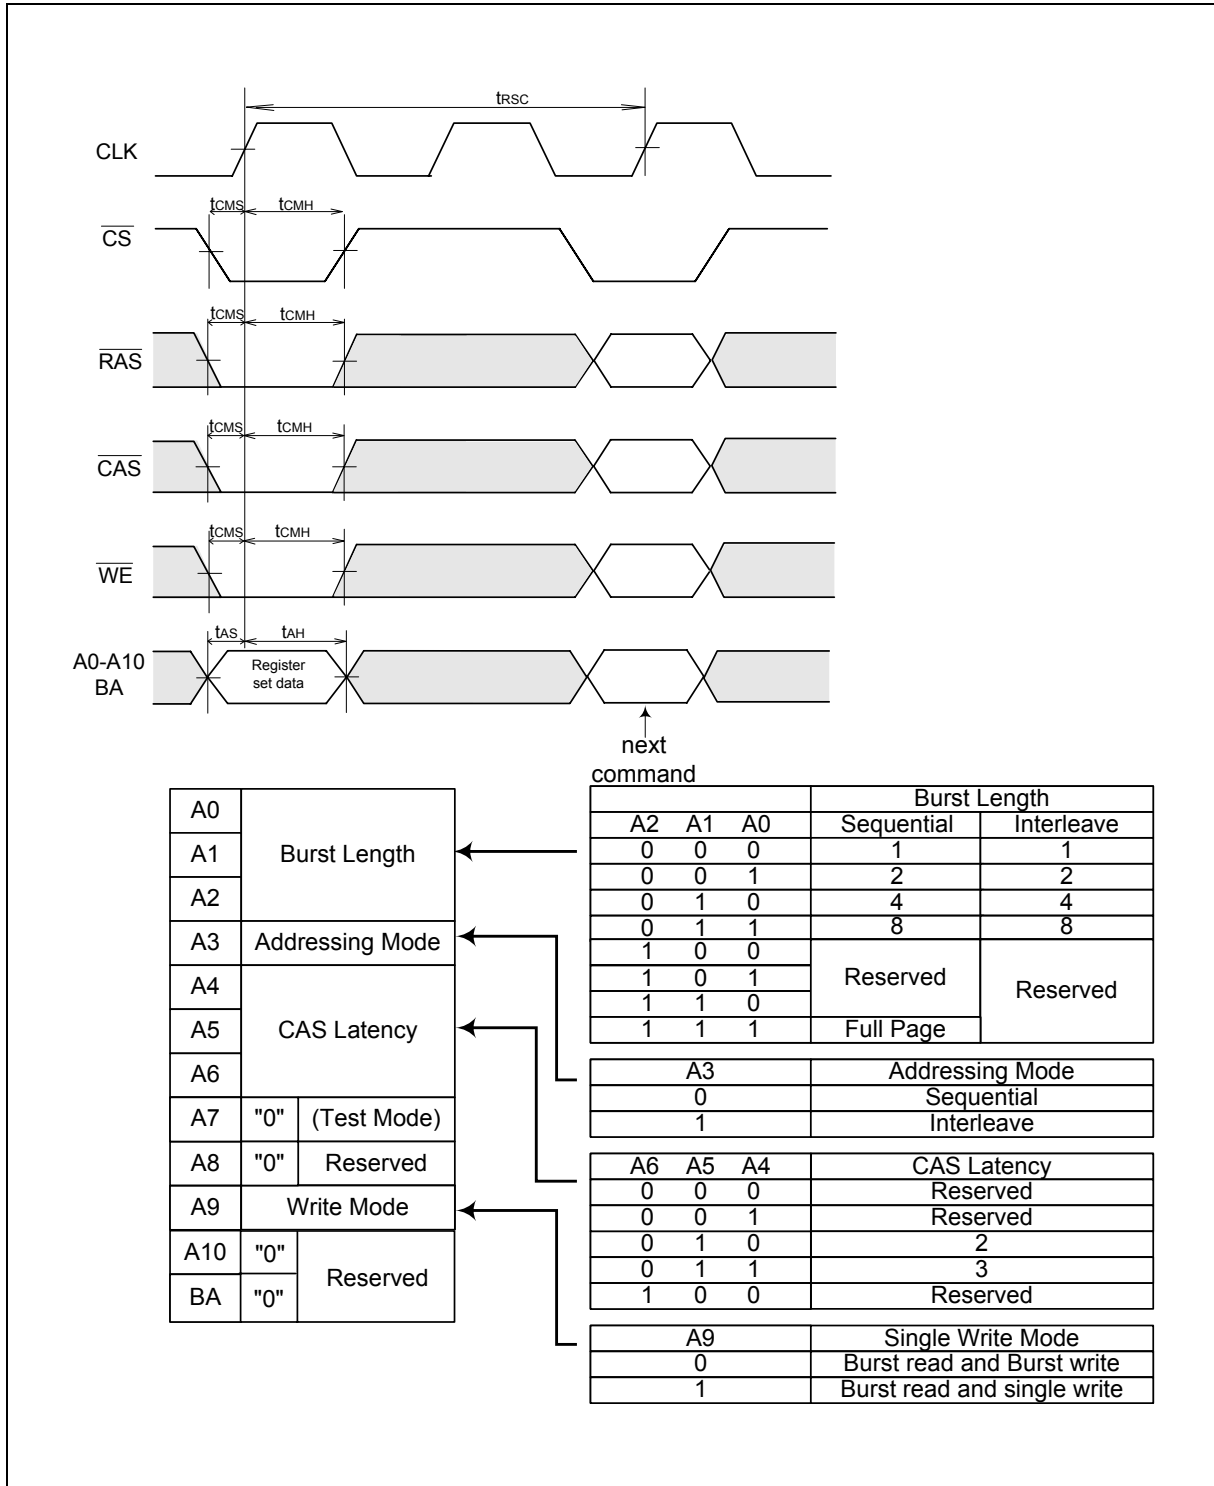 tRSC
CLK
tCMS tCMH
CS
tCMS tCMH
RAS
tCMS tCMH
CAS
tCMS tCMH
WE
tAS tAH
A0-A10
BA
Register
set data
next
command
A0
A1
A2
Burst Length
A3 Addressing Mode
A4
A5
A6
CAS Latency
A7 "0" (Test Mode)
A8 "0" Reserved
A9 Write Mode
A10 "0"
BA "0"
Reserved
Burst Length
A2 A1 A0 Sequential Interleave
0 0 0 1 1
0 0 1 2 2
0 1 0 4 4
0 1 1 8 8
1 0 0
1 0 1 Reserved Reserved
1 1 0
1 1 1 Full Page
A3 Addressing Mode
0 Sequential
1 Interleave
A6 A5 A4 CAS Latency
0 0 0 Reserved
0 0 1 Reserved
0 1 0 2
0 1 1 3
1 0 0 Reserved
A9 Single Write Mode
0 Burst read and Burst write
1 Burst read and single write